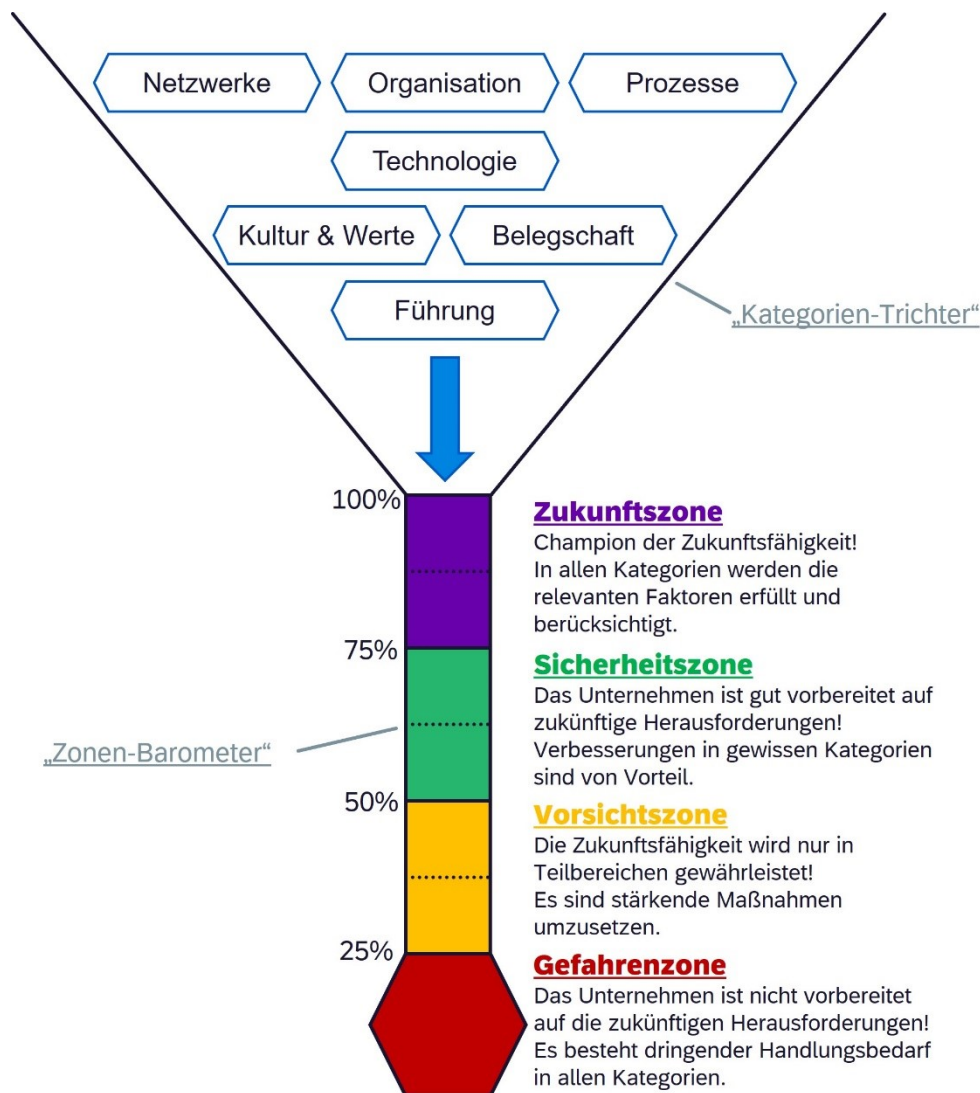 Netzwerke
Organisation
Prozesse
Technologie
Kultur & Werte
Belegschaft
Führung
„Kategorien-Trichter“
100%
Zukunftszone
Champion der Zukunftsfähigkeit!
In allen Kategorien werden die
relevanten Faktoren erfüllt und
berücksichtigt.
75%
Sicherheitszone
Das Unternehmen ist gut vorbereitet auf
zukünftige Herausforderungen!
Verbesserungen in gewissen Kategorien
sind von Vorteil.
„Zonen-Barometer“
50%
Vorsichtszone
Die Zukunftsfähigkeit wird nur in
Teilbereichen gewährleistet!
Es sind stärkende Maßnahmen
umzusetzen.
25%
Gefahrenzone
Das Unternehmen ist nicht vorbereitet
auf die zukünftigen Herausforderungen!
Es besteht dringender Handlungsbedarf
in allen Kategorien.